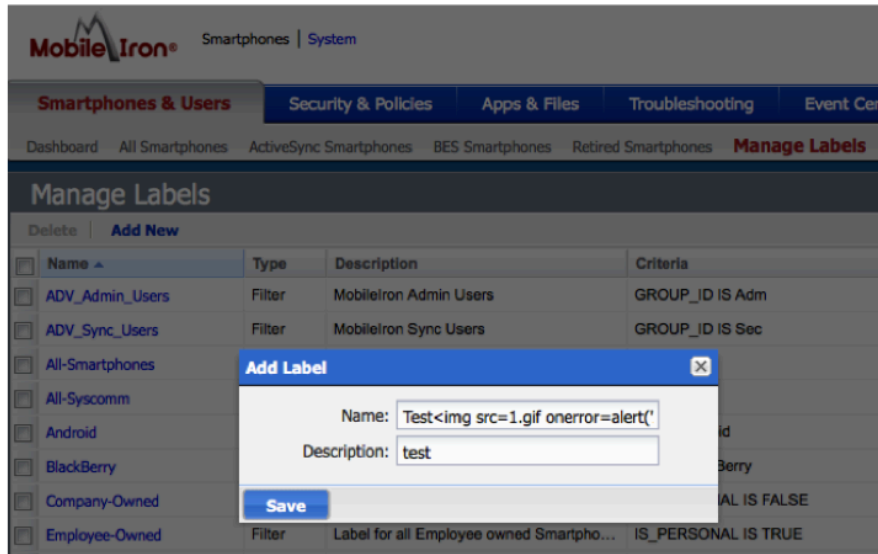 MobileIron® Smartphones | System
Smartphones & Users Security & Policies Apps & Files Troubleshooting Event Cer
Dashboard All Smartphones ActiveSync Smartphones BES Smartphones Retired Smartphones Manage Labels
Manage Labels
Delete | Add New
Name Type Description Criteria
ADV_Admin_Users Filter MobileIron Admin Users GROUP_ID IS Adm
ADV_Sync_Users Filter MobileIron Sync Users GROUP_ID IS Sec
All-Smartphones
Add Label
All-Syscomm
Name: Test<img src=1.gif onerror=alert('
Android id
Description: test
BlackBerry Berry
Company-Owned AL IS FALSE
Save
Employee-Owned Filter Label for all Employee owned Smartpho... IS_PERSONAL IS TRUE